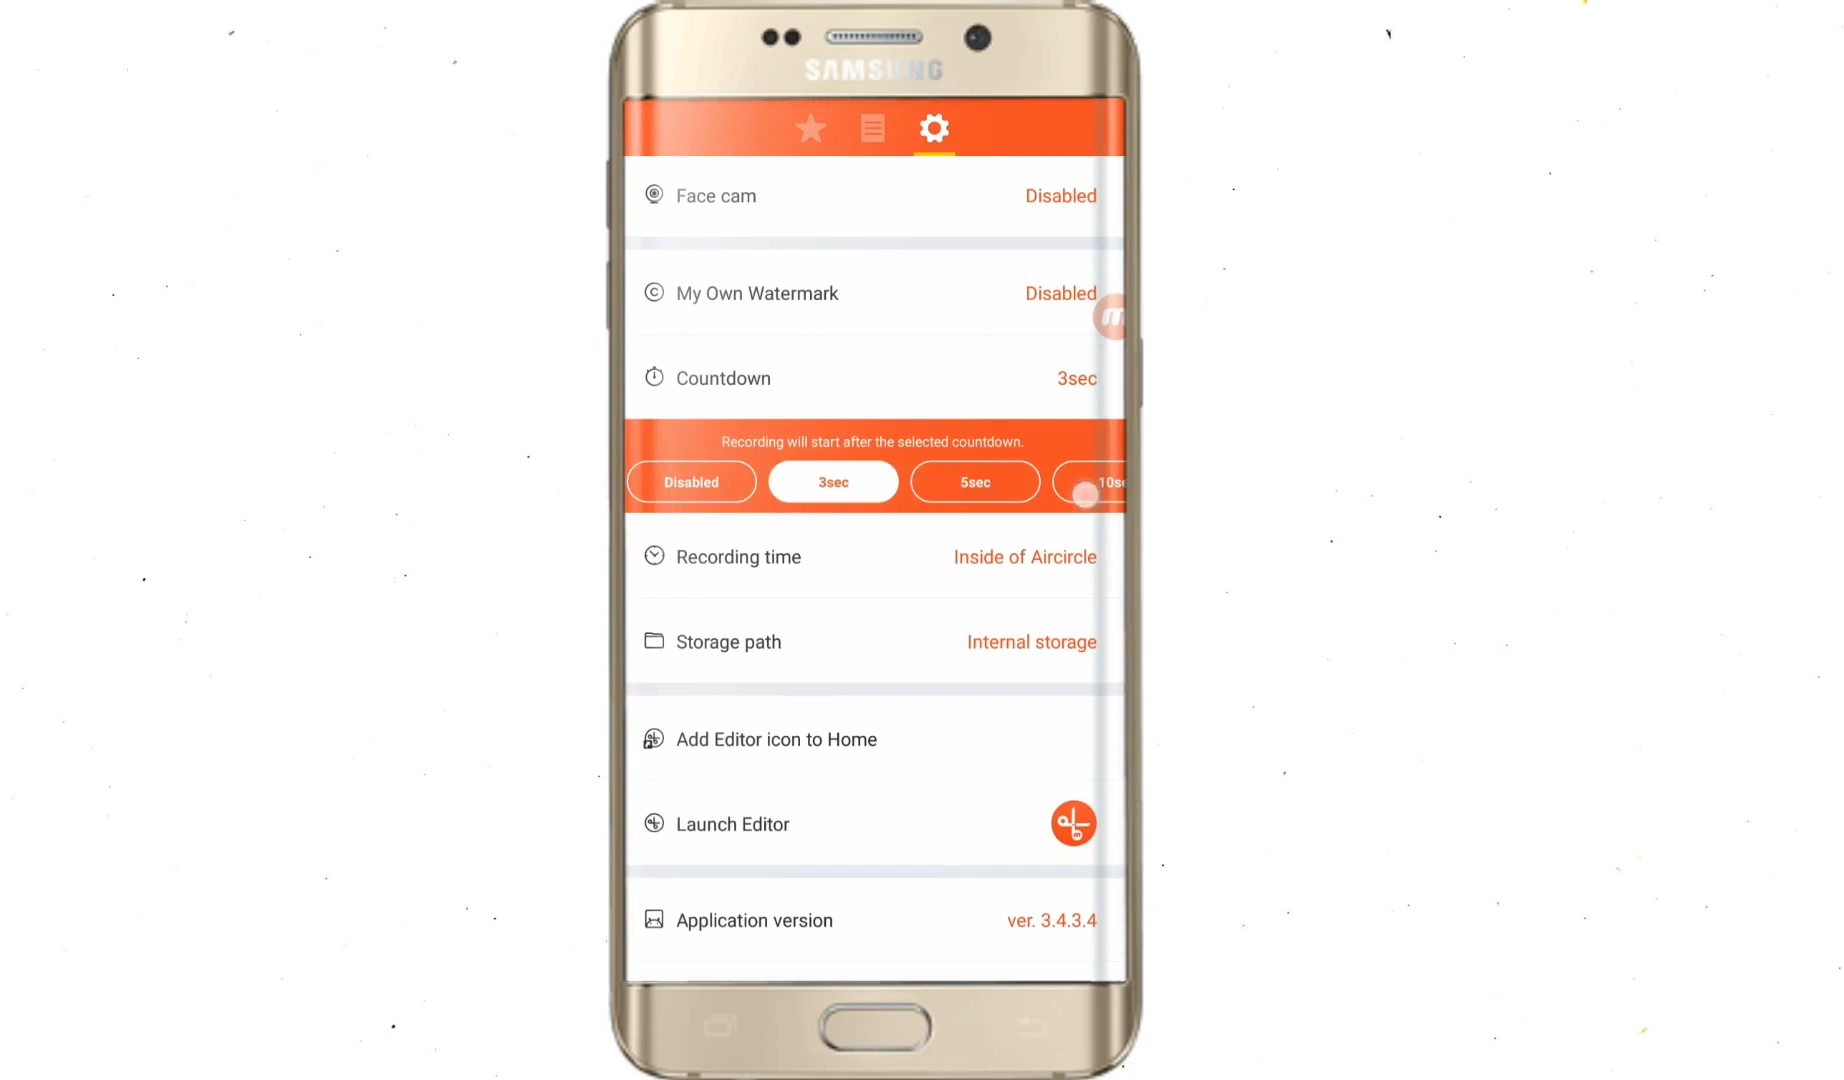 SAMSUNG
Face cam Disabled
My Own Watermark Disabled
m
Countdown 3sec
Recording will start after the selected countdown.
Disabled 3sec 5sec
Recording time Inside of Aircircle
Storage path Internal storage
Add Editor icon to Home
Launch Editor
Application version ver. 3.4.3.4